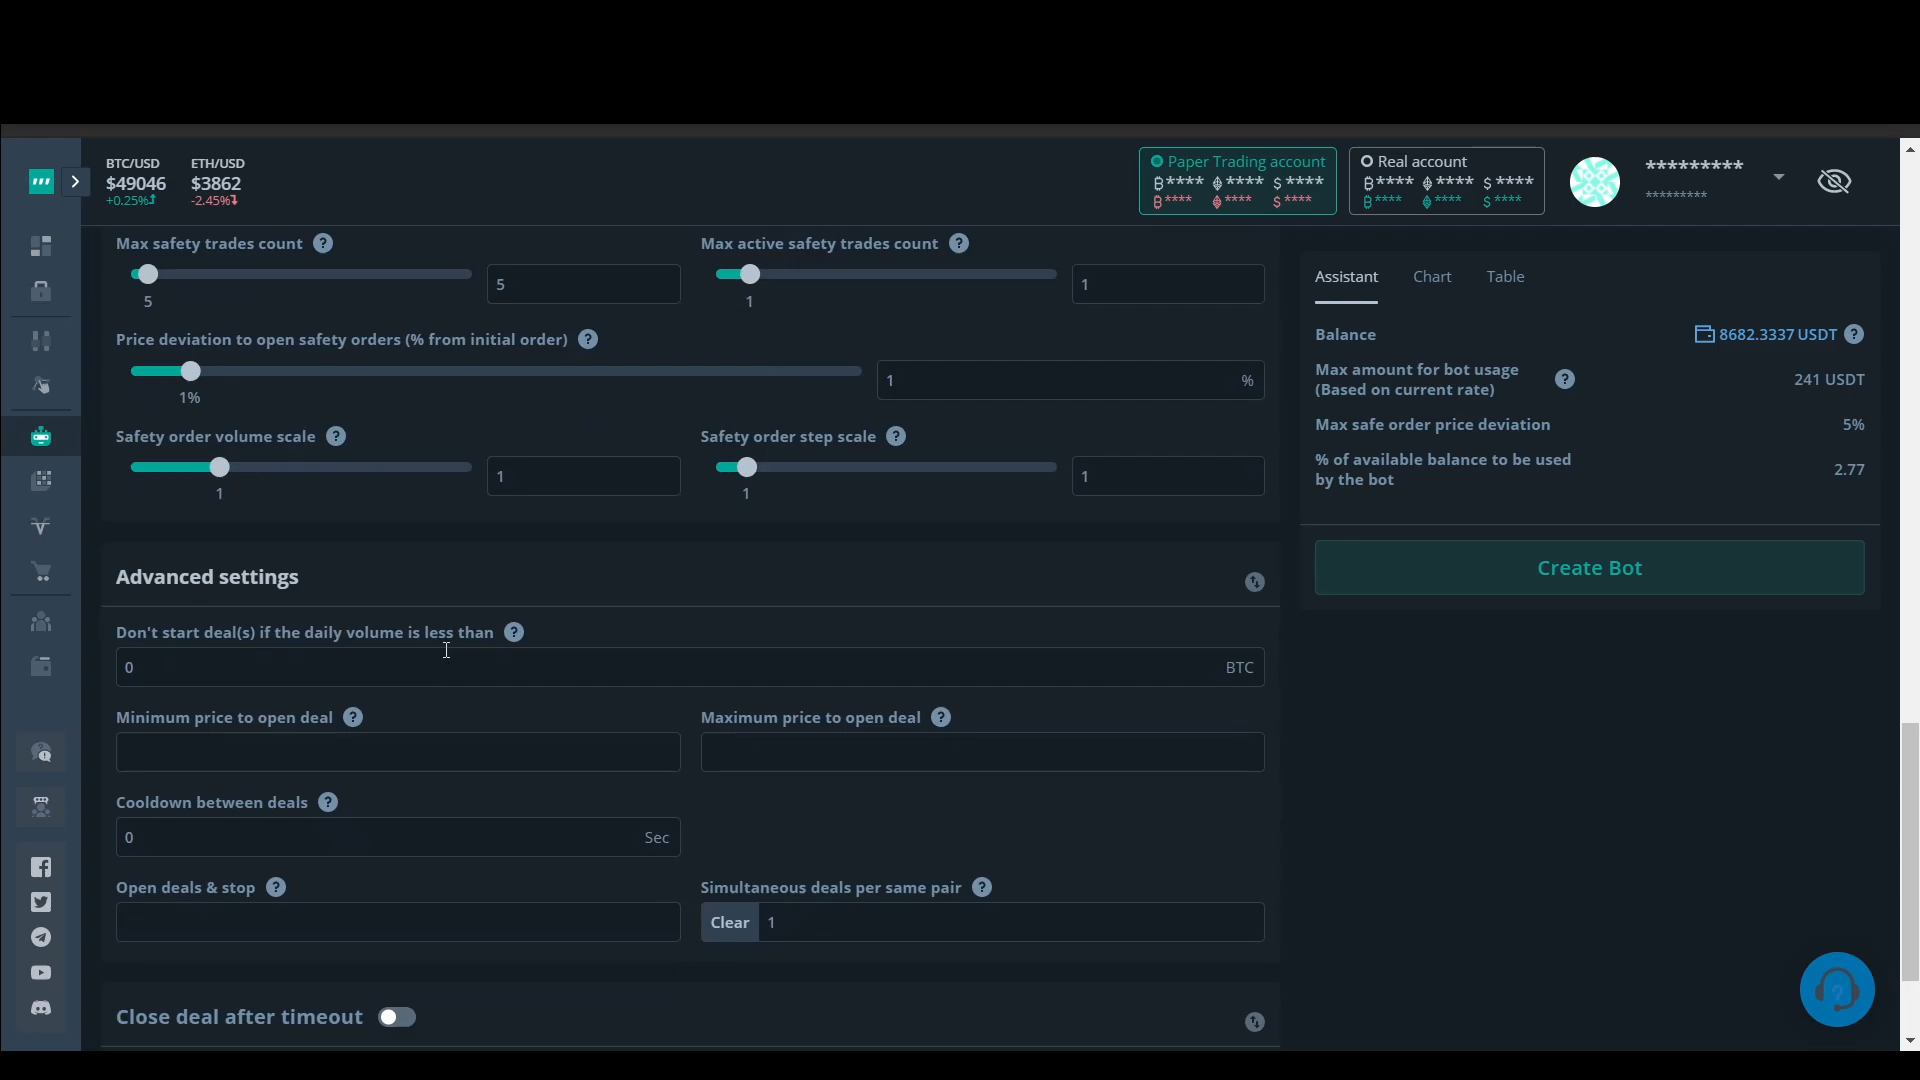 BTC/USD
$49046
+0.25%
ETH/USD
$3862
-2.45%
Paper Trading account
**** **** $ ****
**** **** $ ****
Real account
**** **** $ ****
**** **** $ ****
*********
*********
Max safety trades count ?
5
5
Max active safety trades count ?
1
1
Price deviation to open safety orders (% from initial order) ?
1%
1 %
Safety order volume scale ?
1
1
Safety order step scale ?
1
1
Advanced settings
Don't start deal(s) if the daily volume is less than ?
0 BTC
Minimum price to open deal ?
Maximum price to open deal ?
Cooldown between deals ?
0 Sec
Open deals & stop ?
Simultaneous deals per same pair ?
Clear 1
Close deal after timeout
Assistant Chart Table
Balance 8682.3337 USDT ?
Max amount for bot usage
(Based on current rate) ? 241 USDT
Max safe order price deviation 5%
% of available balance to be used
by the bot 2.77
Create Bot